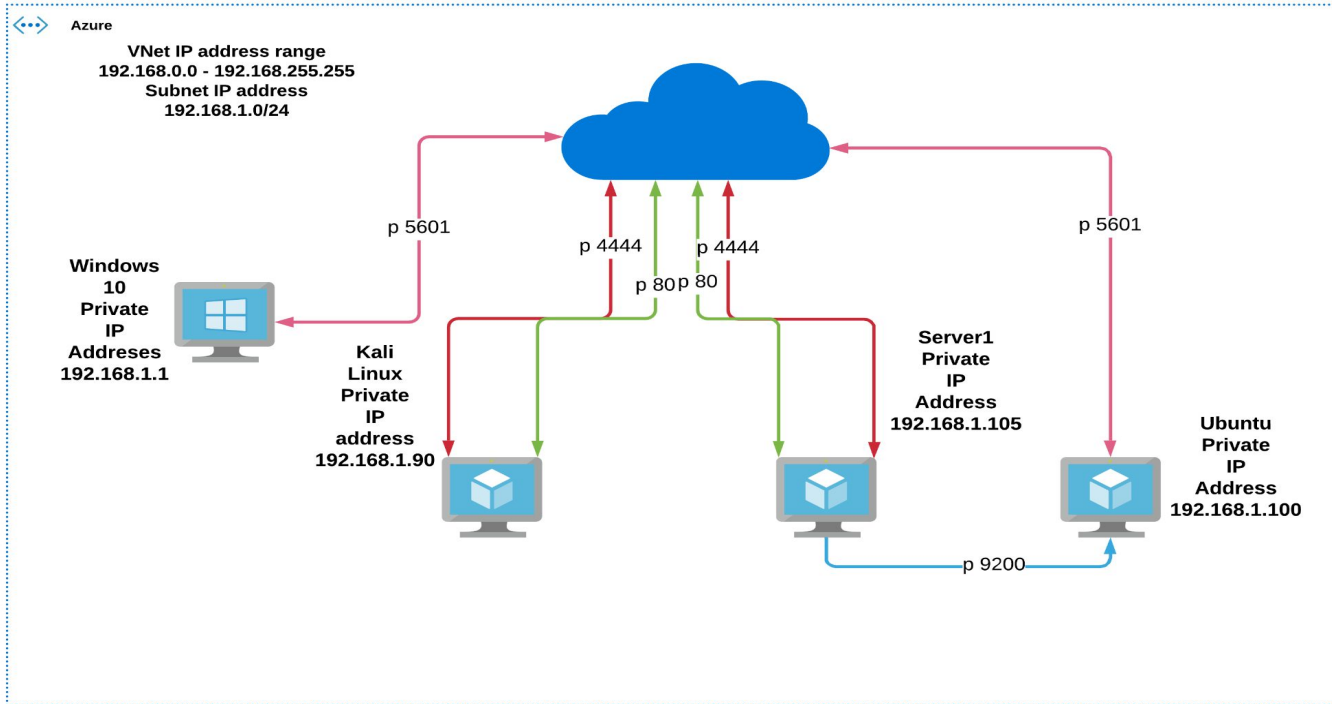 Azure
VNet IP address range
192.168.0.0 - 192.168.255.255
Subnet IP address
192.168.1.0/24
p 5601
p 5601
p 4444
p 4444
p 80
p 80
Windows
10
Private
IP
Addreses
192.168.1.1
Kali
Linux
Private
IP
address
192.168.1.90
Server1
Private
IP
Address
192.168.1.105
Ubuntu
Private
IP
Address
192.168.1.100
p 9200